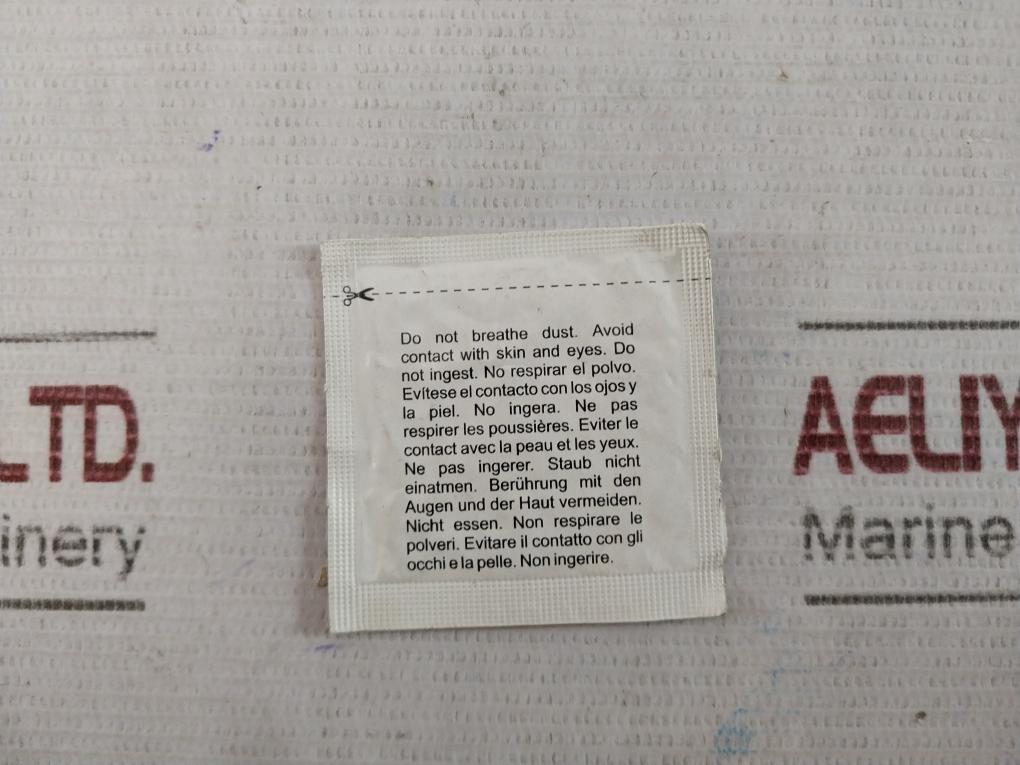 Do not breathe dust. Avoid
contact with skin and eyes. Do
not ingest. No respirar el polvo.
Evítese el contacto con los ojos y
la piel. No ingera. Ne pas
respirer les poussières. Eviter le
contact avec la peau et les yeux.
Ne pas ingerer. Staub nicht
einatmen. Berührung mit den
Augen und der Haut vermeiden.
Nicht essen. Non respirare le
polveri. Evitare il contatto con gli
occhi e la pelle. Non ingerire.
LTD.
inery
AELIY
Marine